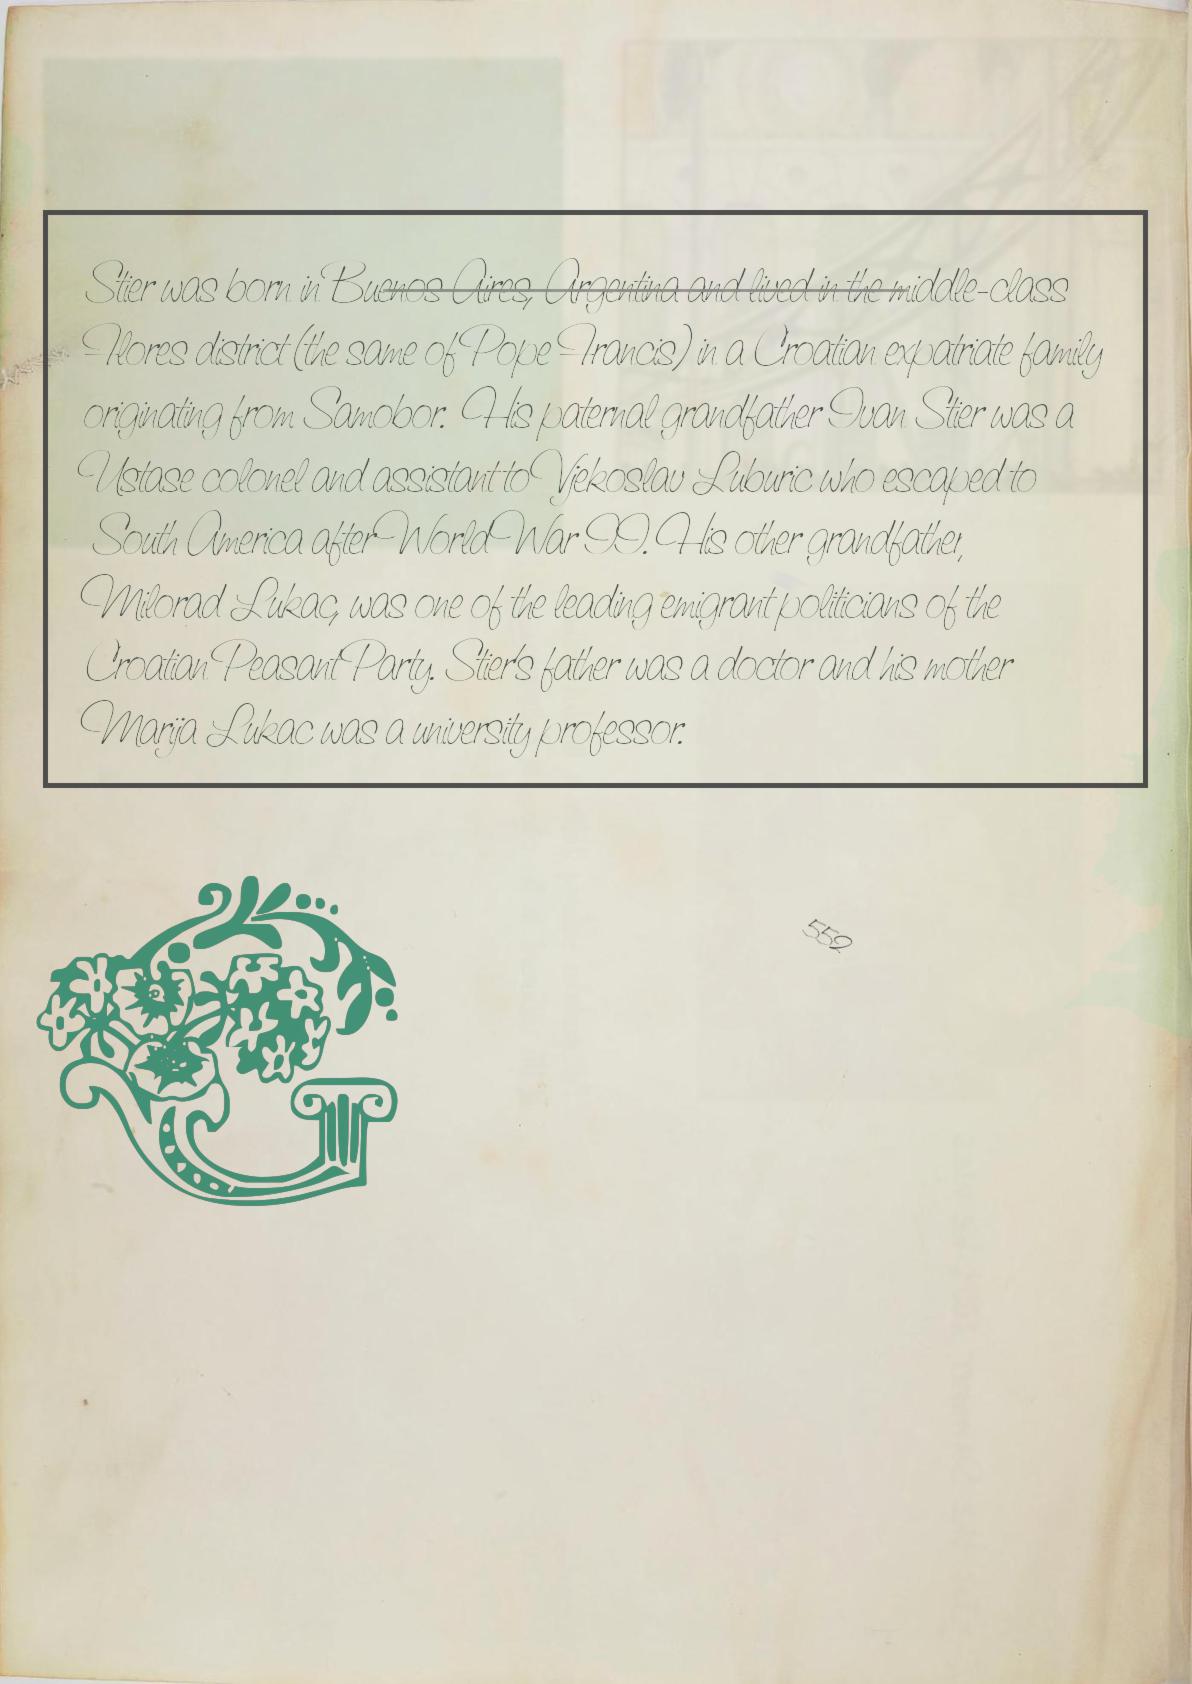 Stier was born in Buenos Aires, Argentina and lived in the middle-class
Flores district (the same of Pope Francis) in a Croatian expatriate family
originating from Samobor. His paternal grandfather Ivan Stier was a
Ustase colonel and assistant to Vjekoslav Luburic who escaped to
South America after World War II. His other grandfather,
Milorad Lukac, was one of the leading emigrant politicians of the
Croatian Peasant Party. Stier's father was a doctor and his mother
Marija Lukac was a university professor.
552